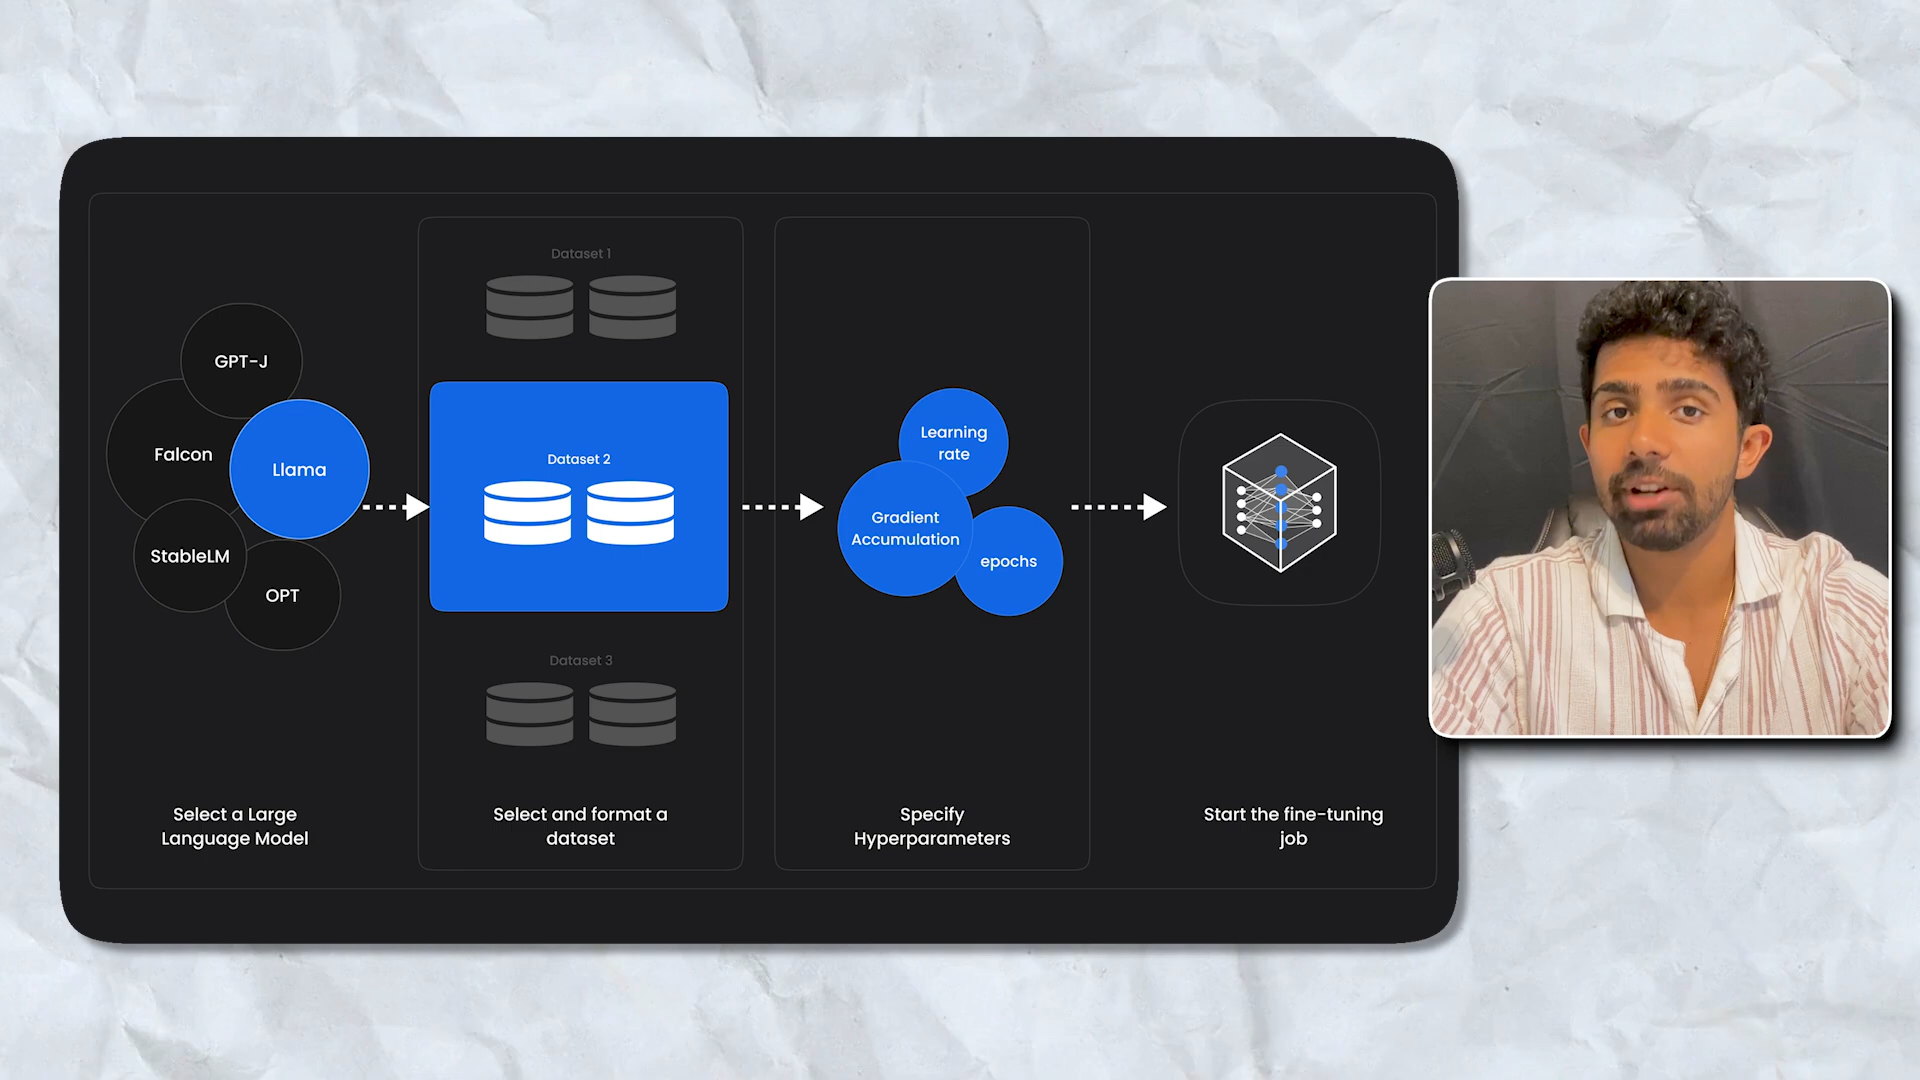 GPT-J
Falcon
Llama
StableLM
OPT
Select a Large
Language Model
Dataset 1
Dataset 2
Dataset 3
Select and format a
dataset
Learning
rate
Gradient
Accumulation
epochs
Specify
Hyperparameters
Start the fine-tuning
job